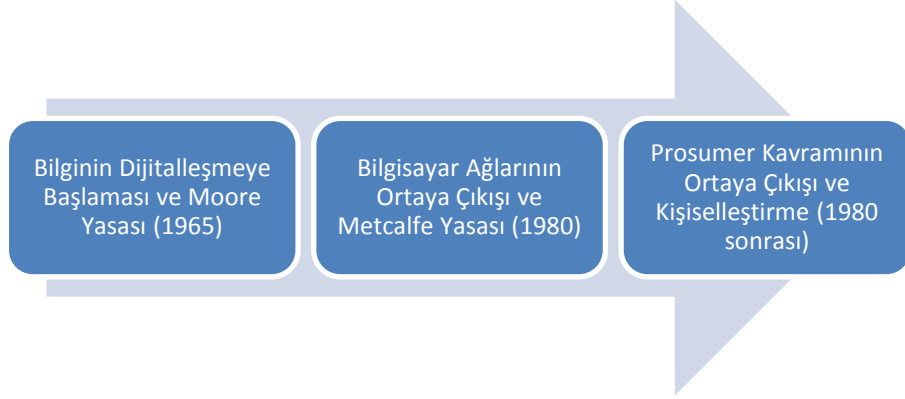 Bilginin Dijitalleşmeye
Başlaması ve Moore
Yasası (1965)
Bilgisayar Ağlarının
Ortaya Çıkışı ve
Metcalfe Yasası (1980)
Prosumer Kavramının
Ortaya Çıkışı ve
Kişiselleştirme (1980
sonrası)